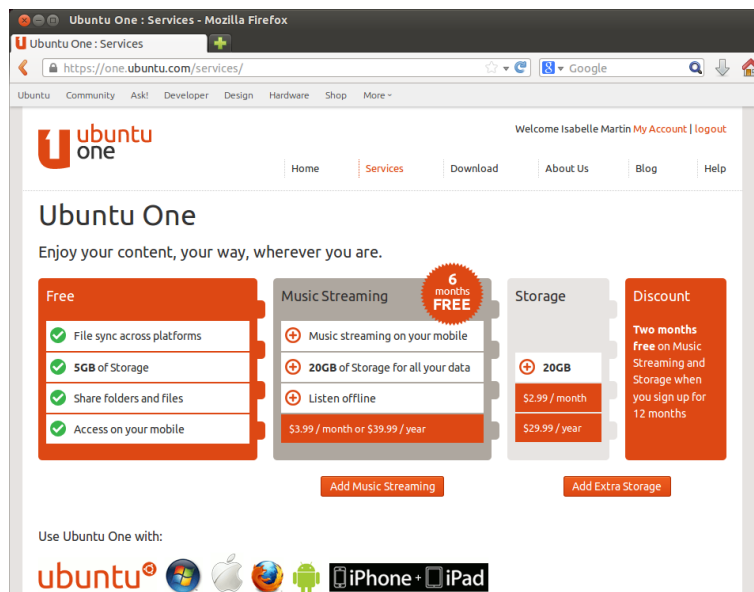 Ubuntu One : Services - Mozilla Firefox
Ubuntu One : Services
https://one.ubuntu.com/services/
Google
Ubuntu Community Ask! Developer Design Hardware Shop More
ubuntu
one
Welcome Isabelle Martin My Account | logout
Home Services Download About Us Blog Help
Ubuntu One
Enjoy your content, your way, wherever you are.
Free
File sync across platforms
5GB of Storage
Share folders and files
Access on your mobile
Music Streaming
6
months
FREE
Music streaming on your mobile
20GB of Storage for all your data
Listen offline
$3.99 / month or $39.99 / year
Storage
20GB
$2.99 / month
$29.99 / year
Discount
Two months
free on Music
Streaming and
Storage when
you sign up for
12 months
Add Music Streaming
Add Extra Storage
Use Ubuntu One with:
ubuntu
iPhone + iPad